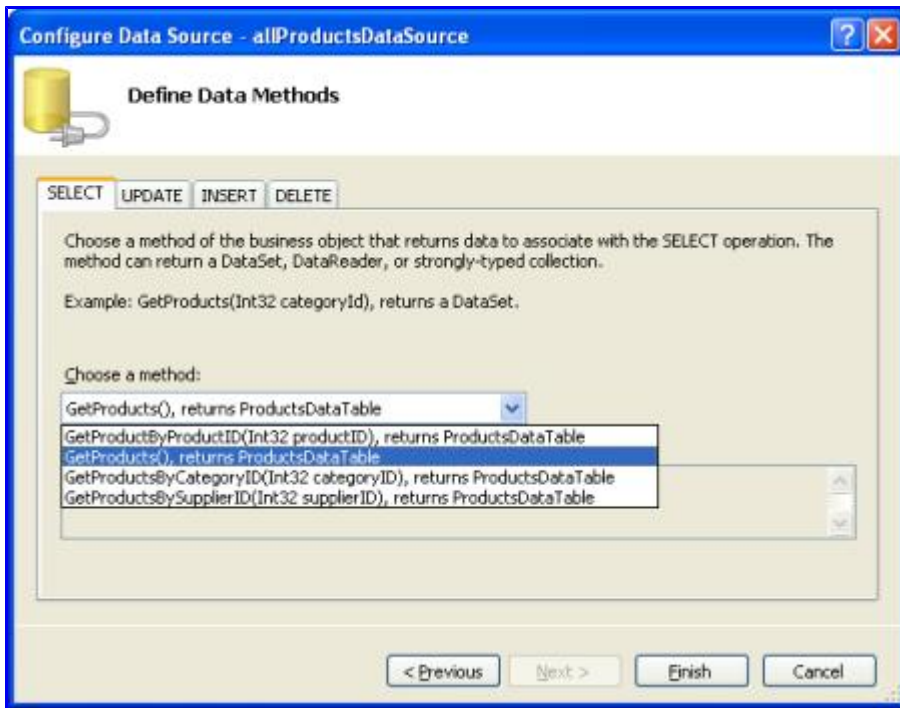 Configure Data Source - allProductsDataSource
Define Data Methods
SELECT UPDATE INSERT DELETE
Choose a method of the business object that returns data to associate with the SELECT operation. The
method can return a DataSet, DataReader, or strongly-typed collection.
Example: GetProducts(Int32 categoryId), returns a DataSet.
Choose a method:
GetProducts(), returns ProductsDataTable
GetProductByProductID(Int32 productID), returns ProductsDataTable
GetProducts(), returns ProductsDataTable
GetProductsByCategoryID(Int32 categoryID), returns ProductsDataTable
GetProductsBySupplierID(Int32 supplierID), returns ProductsDataTable
< Previous Next > Finish Cancel